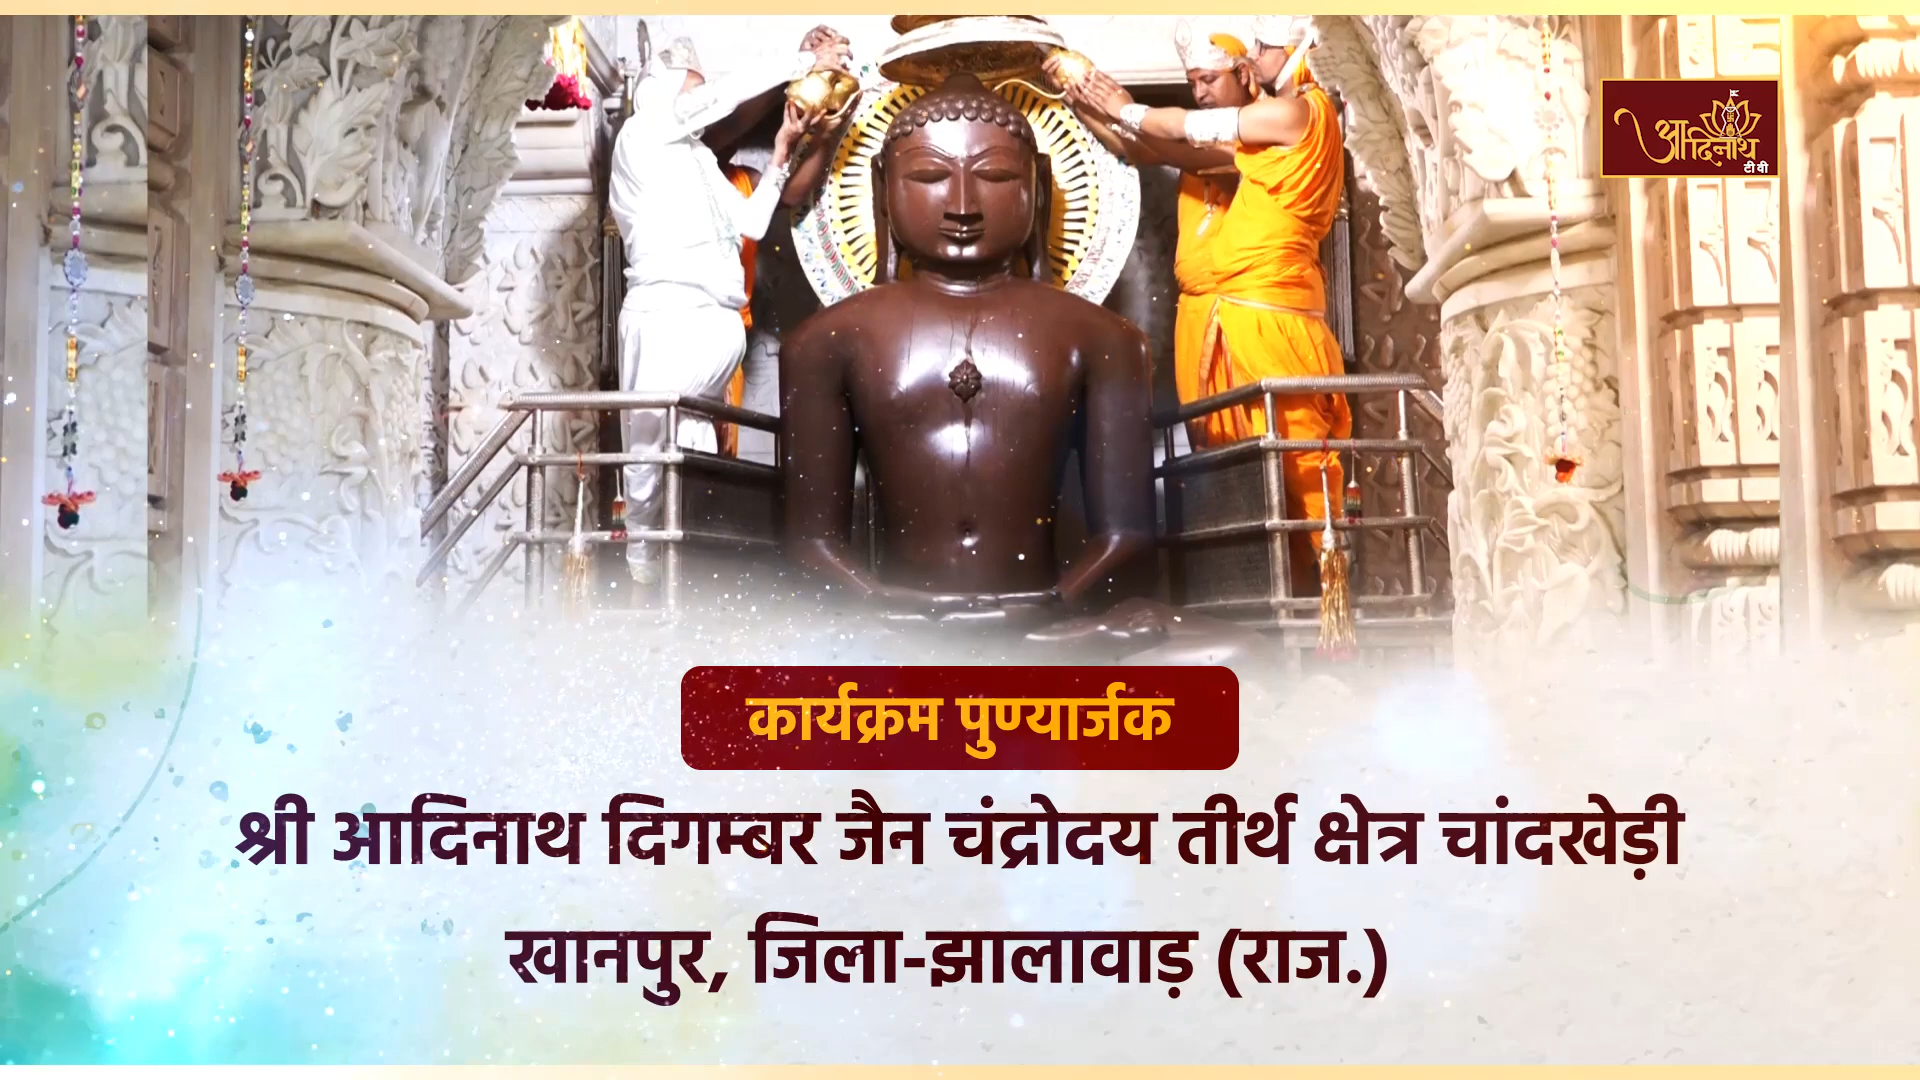 आदिनाथ
टीवी
कार्यक्रम पुण्यार्जक
श्री आदिनाथ दिगम्बर जैन चंद्रोदय तीर्थ क्षेत्र चांदखेड़ी
खानपुर, जिला-झालावाड़ (राज.)